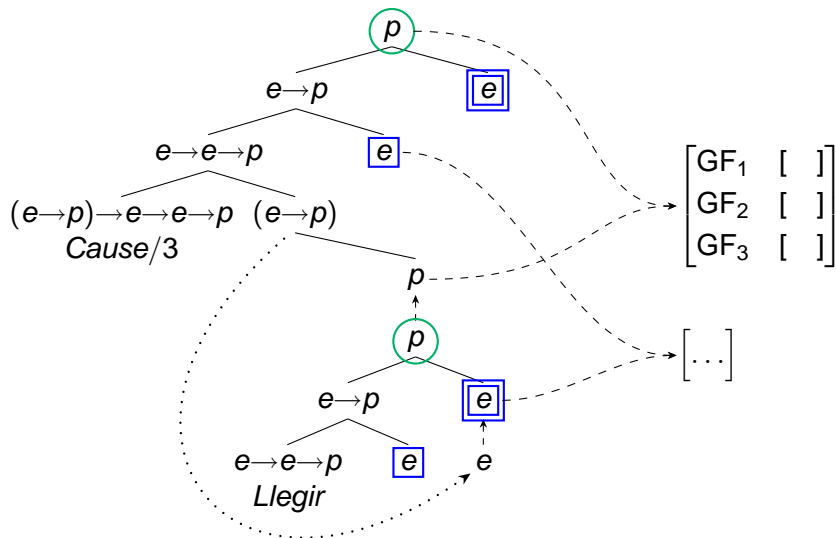 p
e→p e
e→e→p e
(e→p)→e→e→p (e→p)
Cause/3
GF₁ [ ]
GF₂ [ ]
GF₃ [ ]
p
p
[...]
e→p e
e→e→p e e
Llegir